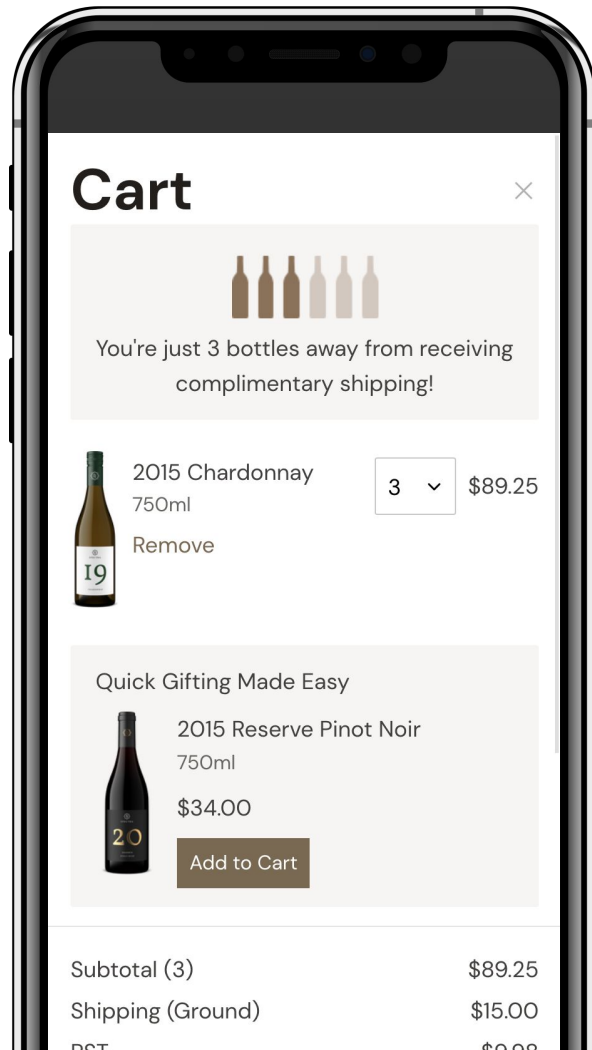 Cart
You're just 3 bottles away from receiving
complimentary shipping!
2015 Chardonnay
750ml
3
$89.25
Remove
19
Quick Gifting Made Easy
2015 Reserve Pinot Noir
750ml
$34.00
20
Add to Cart
Subtotal (3) $89.25
Shipping (Ground) $15.00